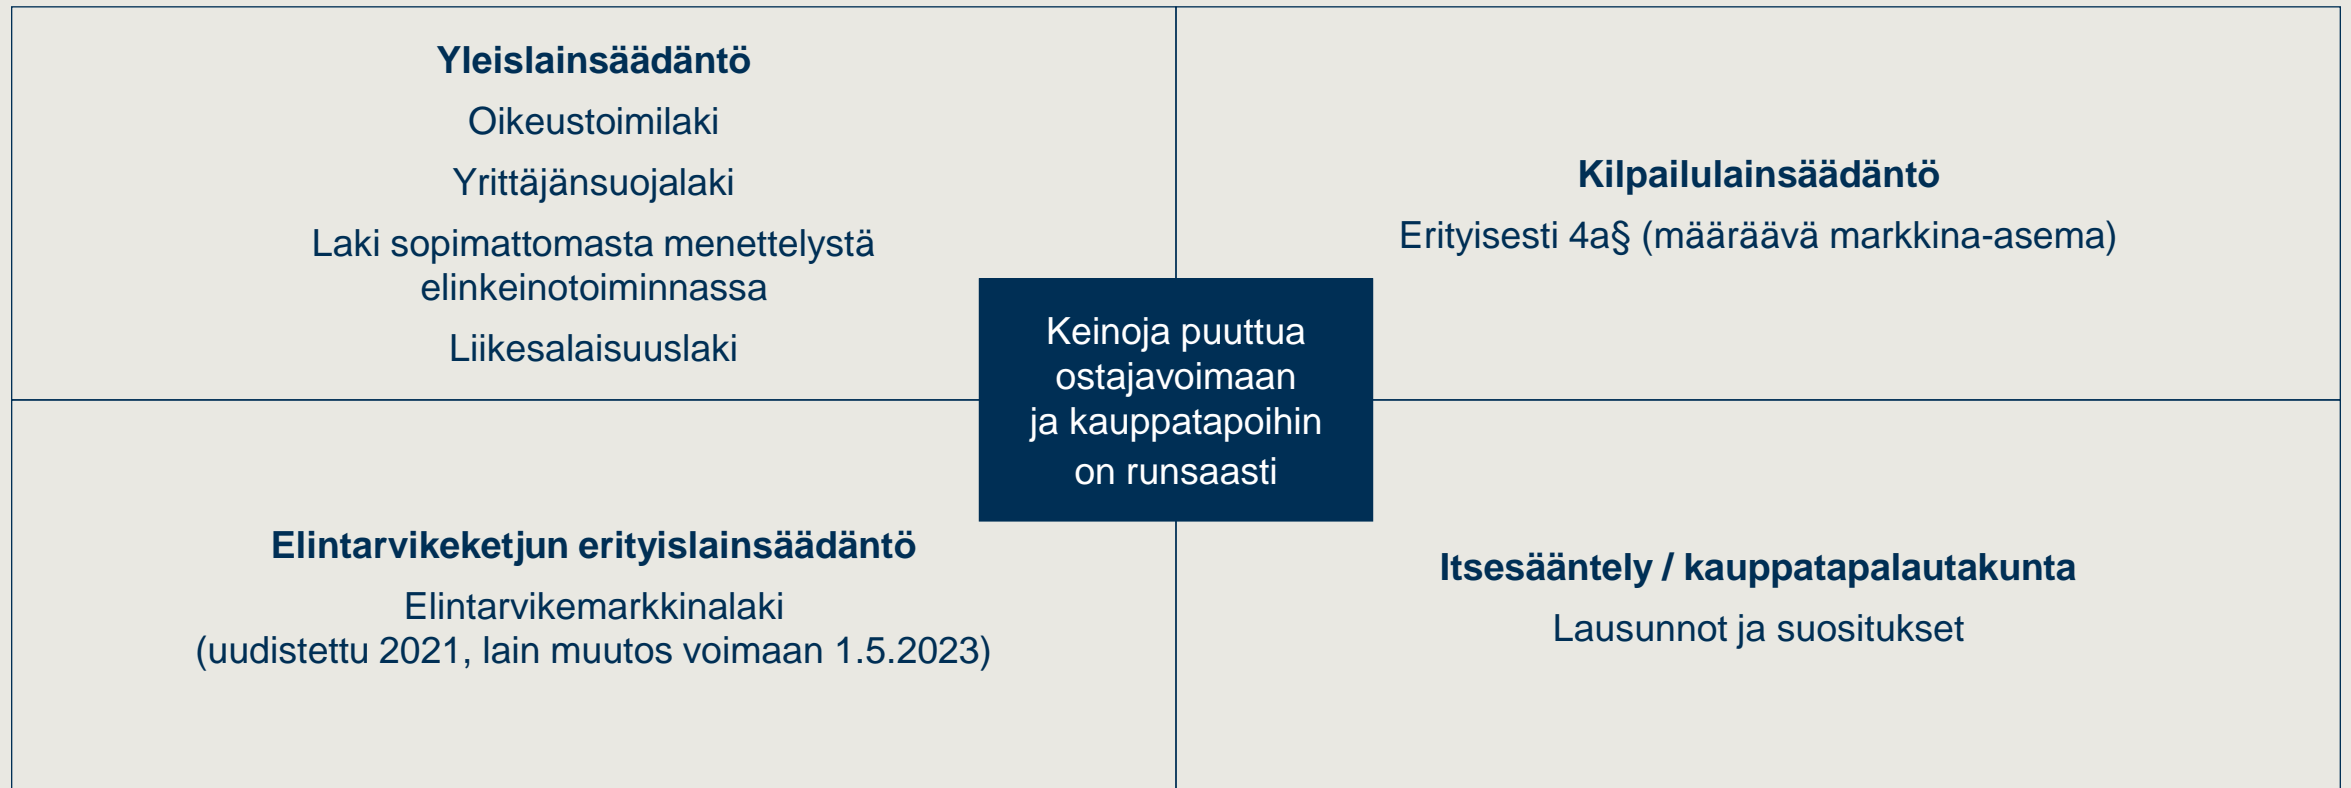 Yleislainsäädäntö
Oikeustoimilaki
Yrittäjänsuojalaki
Laki sopimattomasta menettelystä
elinkeinotoiminnassa
Liikesalaisuuslaki
Kilpailulainsäädäntö
Erityisesti 4a§ (määräävä markkina-asema)
Keinoja puuttua
ostajavoimaan
ja kauppatapoihin
on runsaasti
Elintarvikeketjun erityislainsäädäntö
Elintarvikemarkkinalaki
(uudistettu 2021, lain muutos voimaan 1.5.2023)
Itsesääntely / kauppatapalautakunta
Lausunnot ja suositukset